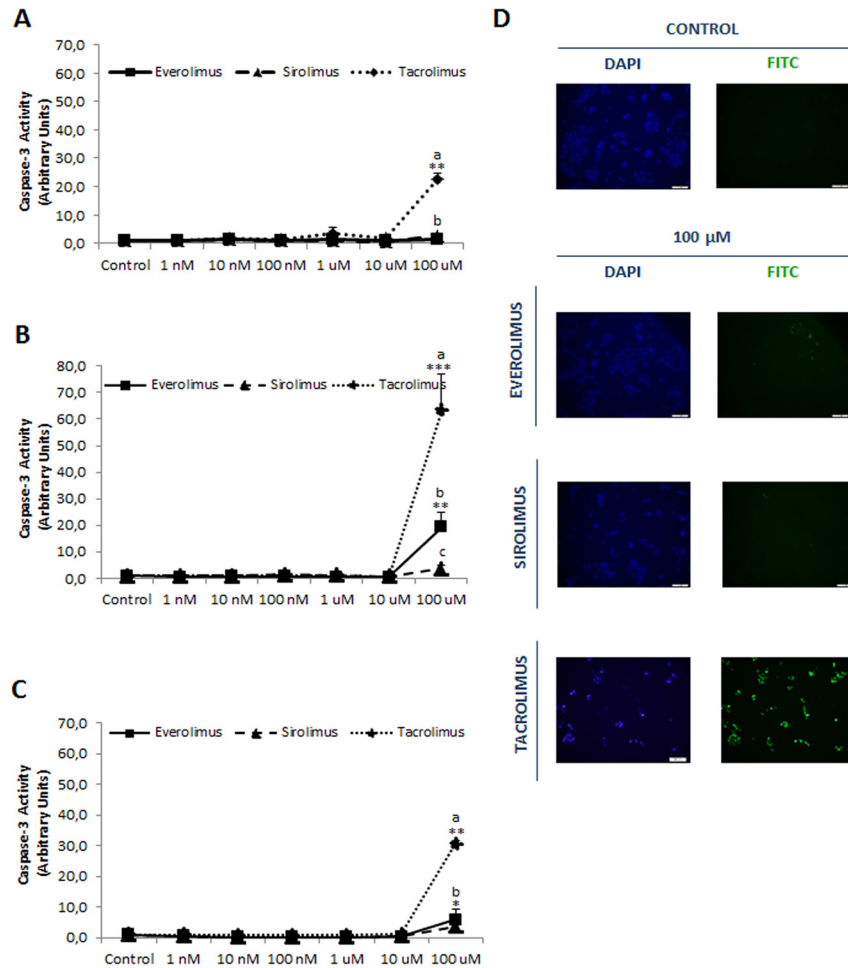 A
Caspase-3 Activity
(Arbitrary Units)
70,0
60,0
50,0
40,0
30,0
20,0
10,0
0,0
Everolimus Sirolimus Tacrolimus
a
**
b
Control 1 nM 10 nM 100 nM 1 uM 10 uM 100 uM
B
Caspase-3 Activity
(Arbitrary Units)
80,0
70,0
60,0
50,0
40,0
30,0
20,0
10,0
0,0
Everolimus Sirolimus Tacrolimus
a
***
b
**
c
Control 1 nM 10 nM 100 nM 1 uM 10 uM 100 uM
C
Caspase-3 Activity
(Arbitrary Units)
70,0
60,0
50,0
40,0
30,0
20,0
10,0
0,0
Everolimus Sirolimus Tacrolimus
a
**
b
*
Control 1 nM 10 nM 100 nM 1 uM 10 uM 100 uM
D
CONTROL
DAPI FITC
100 µM
DAPI FITC
EVEROLIMUS
SIROLIMUS
TACROLIMUS